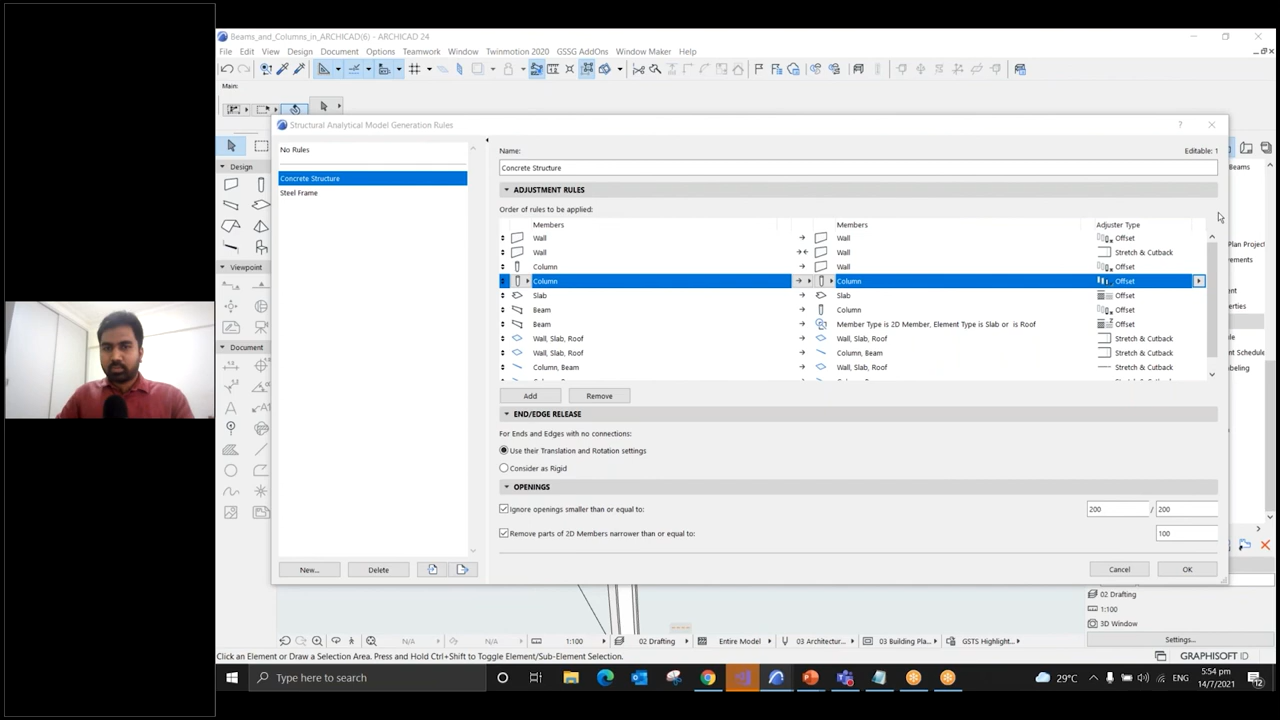 Beams_and_Columns_in_ARCHICAD(6) - ARCHICAD 24
File Edit View Design Document Options Teamwork Window Twinmotion 2020 GSSG AddOns Window Maker Help
Main:
Structural Analytical Model Generation Rules
No Rules
Concrete Structure
Steel Frame
New...
Delete
Name:
Editable: 1
Concrete Structure
ADJUSTMENT RULES
Order of rules to be applied:
Members Members Adjuster Type
Wall Wall Offset
Wall Wall Stretch & Cutback
Column Wall Offset
Column Column Offset
Slab Slab Offset
Beam Column Offset
Beam Member Type is 2D Member, Element Type is Slab or is Roof Offset
Wall, Slab, Roof Wall, Slab, Roof Stretch & Cutback
Wall, Slab, Roof Column, Beam Stretch & Cutback
Column, Beam Wall, Slab, Roof Stretch & Cutback
Add Remove
END/EDGE RELEASE
For Ends and Edges with no connections:
Use their Translation and Rotation settings
Consider as Rigid
OPENINGS
Ignore openings smaller than or equal to: 200 / 200
Remove parts of 2D Members narrower than or equal to: 100
Cancel OK
Design
Viewpoint
Document
Beams
02 Drafting
1:100
3D Window
Settings...
N/A N/A 1:100 02 Drafting Entire Model 03 Architectur... 03 Building Pla... GSTS Highlight...
Click an Element or Draw a Selection Area. Press and Hold Ctrl+Shift to Toggle Element/Sub-Element Selection.
GRAPHISOFT ID
Type here to search
29°C
ENG
5:54 pm
14/7/2021